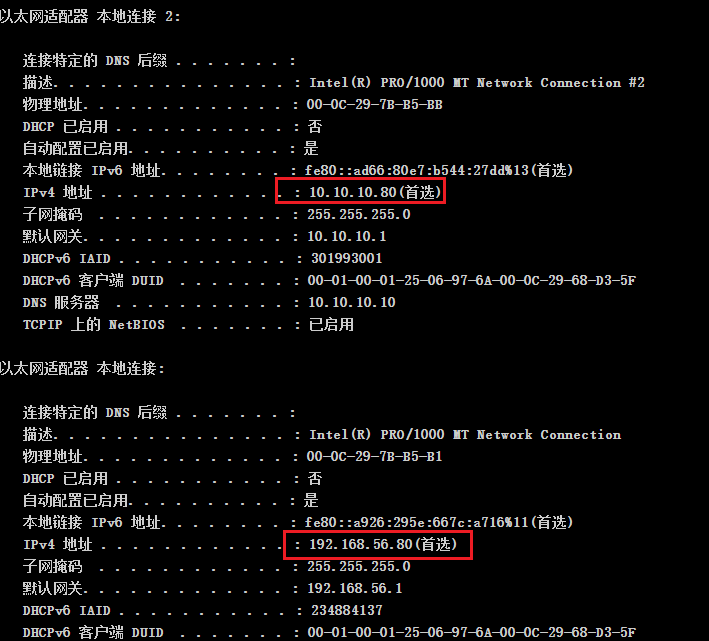 以太网适配器 本地连接 2:
连接特定的 DNS 后缀 . . . . . . . :
描述. . . . . . . . . . . . . . . : Intel(R) PRO/1000 MT Network Connection #2
物理地址. . . . . . . . . . . . . : 00-0C-29-7B-B5-BB
DHCP 已启用 . . . . . . . . . . . : 否
自动配置已启用. . . . . . . . . . : 是
本地链接 IPv6 地址. . . . . . . . : fe80::ad66:80e7:b544:27dd%13(首选)
IPv4 地址 . . . . . . . . . . . . : 10.10.10.80(首选)
子网掩码 . . . . . . . . . . . . : 255.255.255.0
默认网关. . . . . . . . . . . . . : 10.10.10.1
DHCPv6 IAID . . . . . . . . . . . : 301993001
DHCPv6 客户端 DUID . . . . . . . : 00-01-00-01-25-06-97-6A-00-0C-29-68-D3-5F
DNS 服务器 . . . . . . . . . . . : 10.10.10.10
TCPIP 上的 NetBIOS . . . . . . . : 已启用
以太网适配器 本地连接:
连接特定的 DNS 后缀 . . . . . . . :
描述. . . . . . . . . . . . . . . : Intel(R) PRO/1000 MT Network Connection
物理地址. . . . . . . . . . . . . : 00-0C-29-7B-B5-B1
DHCP 已启用 . . . . . . . . . . . : 否
自动配置已启用. . . . . . . . . . : 是
本地链接 IPv6 地址. . . . . . . . : fe80::a926:295e:667c:a716%11(首选)
IPv4 地址 . . . . . . . . . . . . : 192.168.56.80(首选)
子网掩码 . . . . . . . . . . . . : 255.255.255.0
默认网关. . . . . . . . . . . . . : 192.168.56.1
DHCPv6 IAID . . . . . . . . . . . : 234884137
DHCPv6 客户端 DUID . . . . . . . : 00-01-00-01-25-06-97-6A-00-0C-29-68-D3-5F